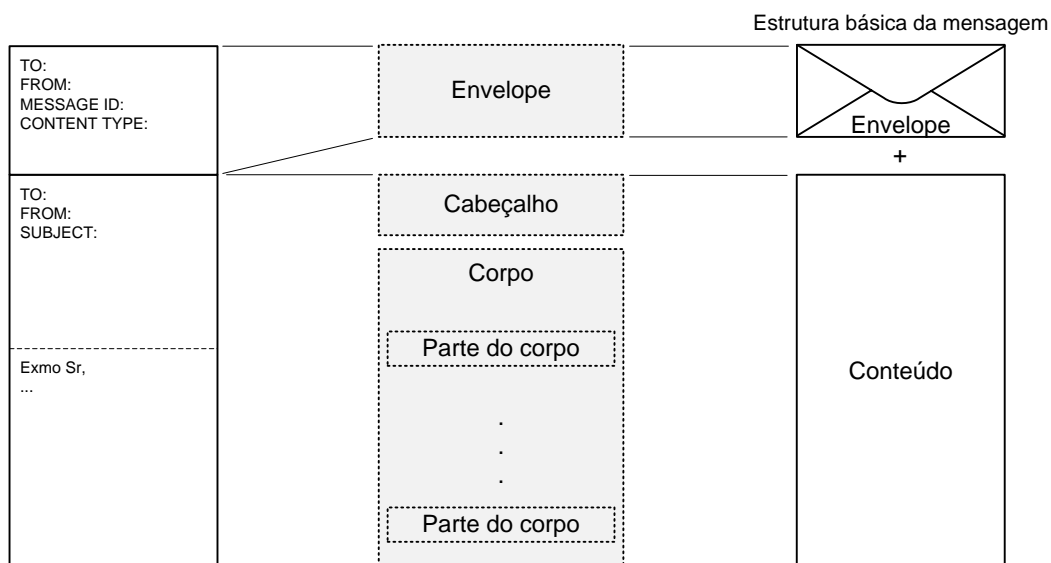 Estrutura básica da mensagem
TO:
FROM:
MESSAGE ID:
CONTENT TYPE:
TO:
FROM:
SUBJECT:
Exmo Sr,
...
Envelope
Cabeçalho
Corpo
Parte do corpo
.
.
.
Parte do corpo
Envelope
+
Conteúdo